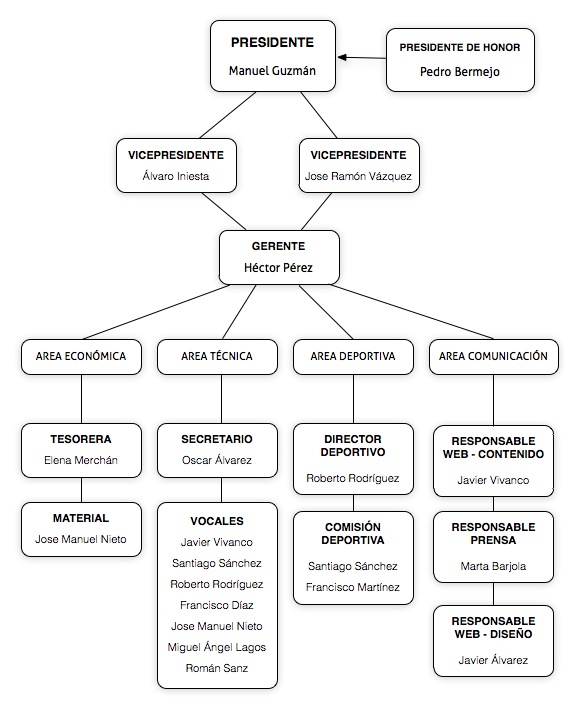 PRESIDENTE
Manuel Guzmán
PRESIDENTE DE HONOR
Pedro Bermejo
VICEPRESIDENTE
Álvaro Iniesta
VICEPRESIDENTE
Jose Ramón Vázquez
GERENTE
Héctor Pérez
AREA ECONÓMICA
AREA TÉCNICA
AREA DEPORTIVA
AREA COMUNICACIÓN
TESORERA
Elena Merchán
MATERIAL
Jose Manuel Nieto
SECRETARIO
Oscar Álvarez
VOCALES
Javier Vivanco
Santiago Sánchez
Roberto Rodríguez
Francisco Díaz
Jose Manuel Nieto
Miguel Ángel Lagos
Román Sanz
DIRECTOR
DEPORTIVO
Roberto Rodríguez
COMISIÓN
DEPORTIVA
Santiago Sánchez
Francisco Martínez
RESPONSABLE
WEB - CONTENIDO
Javier Vivanco
RESPONSABLE
PRENSA
Marta Barjola
RESPONSABLE
WEB - DISEÑO
Javier Álvarez